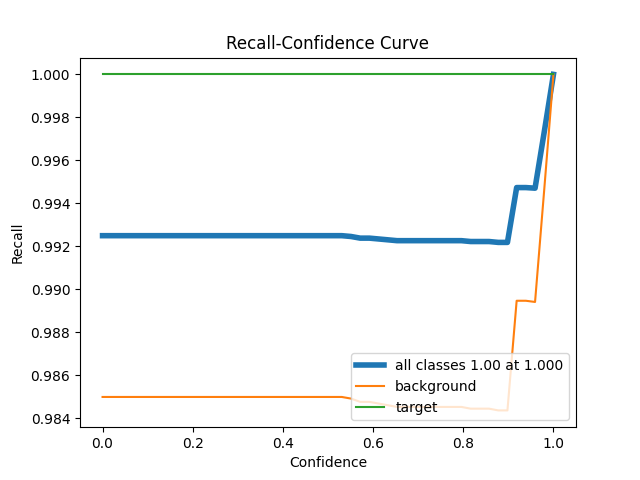 Recall-Confidence Curve
1.000
0.998
0.996
0.994
0.992
0.990
0.988
0.986
0.984
Recall
all classes 1.00 at 1.000
background
target
0.0 0.2 0.4 0.6 0.8 1.0
Confidence